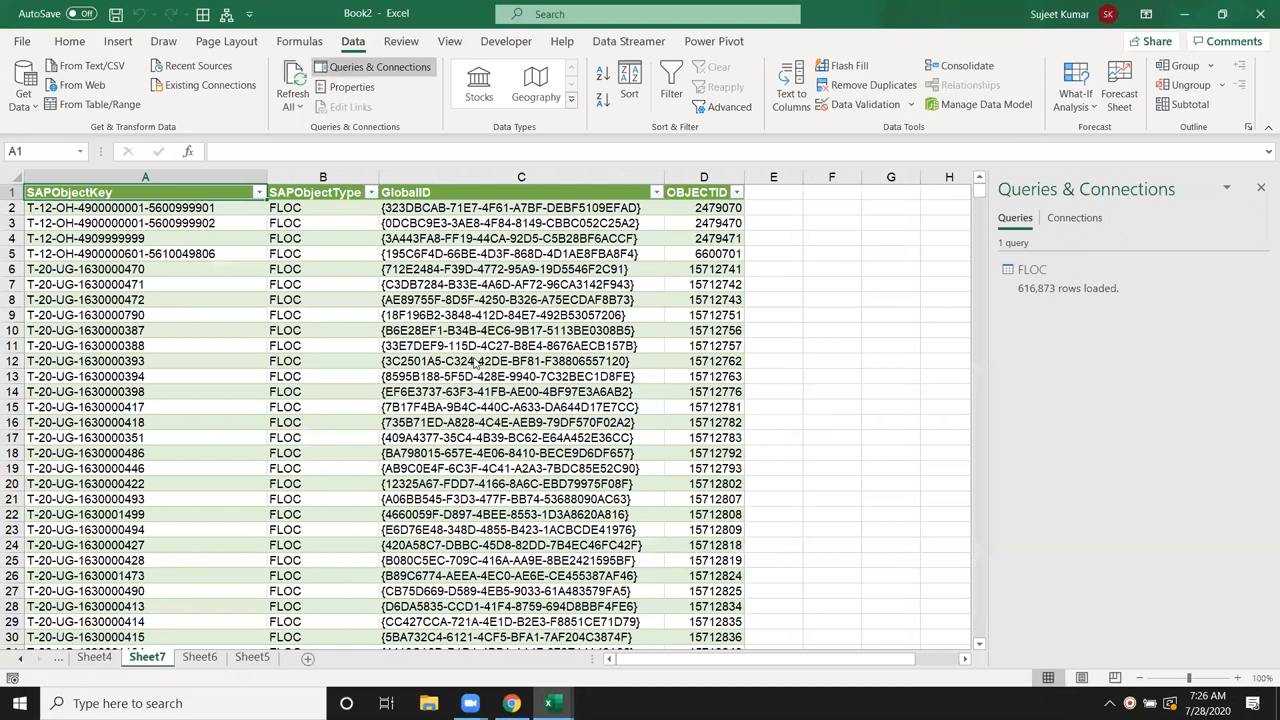 AutoSave Off Book2 - Excel Search Sujeet Kumar SK
File Home Insert Draw Page Layout Formulas Data Review View Developer Help Data Streamer Power Pivot Share Comments
Get Data From Text/CSV From Web From Table/Range Recent Sources Existing Connections
Refresh All Queries & Connections Properties Edit Links
Stocks Geography
Sort Filter Clear Reapply Advanced
Text to Columns Flash Fill Remove Duplicates Data Validation Consolidate Relationships Manage Data Model
What-If Analysis Forecast Sheet
Group Ungroup Subtotal
Get & Transform Data Queries & Connections Data Types Sort & Filter Data Tools Forecast Outline
A1 fx
A B C D E F G H
1 SAPObjectKey SAPObjectType GlobalID OBJECTID
2 T-12-OH-4900000001-5600999901 FLOC {323DBCAB-71E7-4F61-A7BF-DEBF5109EFAD} 2479070
3 T-12-OH-4900000001-5600999902 FLOC {0DCBC9E3-3AE8-4F84-8149-CBBC052C25A2} 2479470
4 T-12-OH-4909999999 FLOC {3A443FA8-FF19-44CA-92D5-C5B28BF6ACCF} 2479471
5 T-12-OH-4900000601-5610049806 FLOC {195C6F4D-66BE-4D3F-868D-4D1AE8FBA8F4} 6600701
6 T-20-UG-1630000470 FLOC {712E2484-F39D-4772-95A9-19D5546F2C91} 15712741
7 T-20-UG-1630000471 FLOC {C3DB7284-B33E-4A6D-AF72-96CA3142F943} 15712742
8 T-20-UG-1630000472 FLOC {AE89755F-8D5F-4250-B326-A75ECDAF8B73} 15712743
9 T-20-UG-1630000790 FLOC {18F196B2-3848-412D-84E7-492B53057206} 15712751
10 T-20-UG-1630000387 FLOC {B6E28EF1-B34B-4EC6-9B17-5113BE0308B5} 15712756
11 T-20-UG-1630000388 FLOC {33E7DEF9-115D-4C27-B8E4-8676AECB157B} 15712757
12 T-20-UG-1630000393 FLOC {3C2501A5-C324-42DE-BF81-F38806557120} 15712762
13 T-20-UG-1630000394 FLOC {8595B188-5F5D-428E-9940-7C32BEC1D8FE} 15712763
14 T-20-UG-1630000398 FLOC {EF6E3737-63F3-41FB-AE00-4BF97E3A6AB2} 15712776
15 T-20-UG-1630000417 FLOC {7B17F4BA-9B4C-440C-A633-DA644D17E7CC} 15712781
16 T-20-UG-1630000418 FLOC {735B71ED-A828-4C4E-AEB9-79DF570F02A2} 15712782
17 T-20-UG-1630000351 FLOC {409A4377-35C4-4B39-BC62-E64A452E36CC} 15712783
18 T-20-UG-1630000486 FLOC {BA798015-657E-4E06-8410-BECE9D6DF657} 15712792
19 T-20-UG-1630000446 FLOC {AB9C0E4F-6C3F-4C41-A2A3-7BDC85E52C90} 15712793
20 T-20-UG-1630000422 FLOC {12325A67-FDD7-4166-8A6C-EBD79975F08F} 15712802
21 T-20-UG-1630000493 FLOC {A06BB545-F3D3-477F-BB74-53688090AC63} 15712807
22 T-20-UG-1630001499 FLOC {4660059F-D897-4BEE-8553-1D3A8620A816} 15712808
23 T-20-UG-1630000494 FLOC {E6D76E48-348D-4855-B423-1ACBCDE41976} 15712809
24 T-20-UG-1630000427 FLOC {420A58C7-DBBC-45D8-82DD-7B4EC46FC42F} 15712818
25 T-20-UG-1630000428 FLOC {B080C5EC-709C-416A-AA9E-8BE2421595BF} 15712819
26 T-20-UG-1630001473 FLOC {B89C6774-AEEA-4EC0-AE6E-CE455387AF46} 15712824
27 T-20-UG-1630000490 FLOC {CB75D669-D589-4EB5-9033-61A483579FA5} 15712833
28 T-20-UG-1630000413 FLOC {D6DA5835-CCD1-41F4-8759-694D8BBF4FE6} 15712834
29 T-20-UG-1630000414 FLOC {CC427CCA-721A-4E1D-B2E3-F8851CE71D79} 15712835
30 T-20-UG-1630000415 FLOC {5BA732C4-6121-4CF5-BFA1-7AF204C3874F} 15712836
Queries & Connections
Queries Connections
1 query
FLOC
616,873 rows loaded.
... Sheet4 Sheet7 Sheet6 Sheet5
100%
Type here to search
7:26 AM
7/28/2020